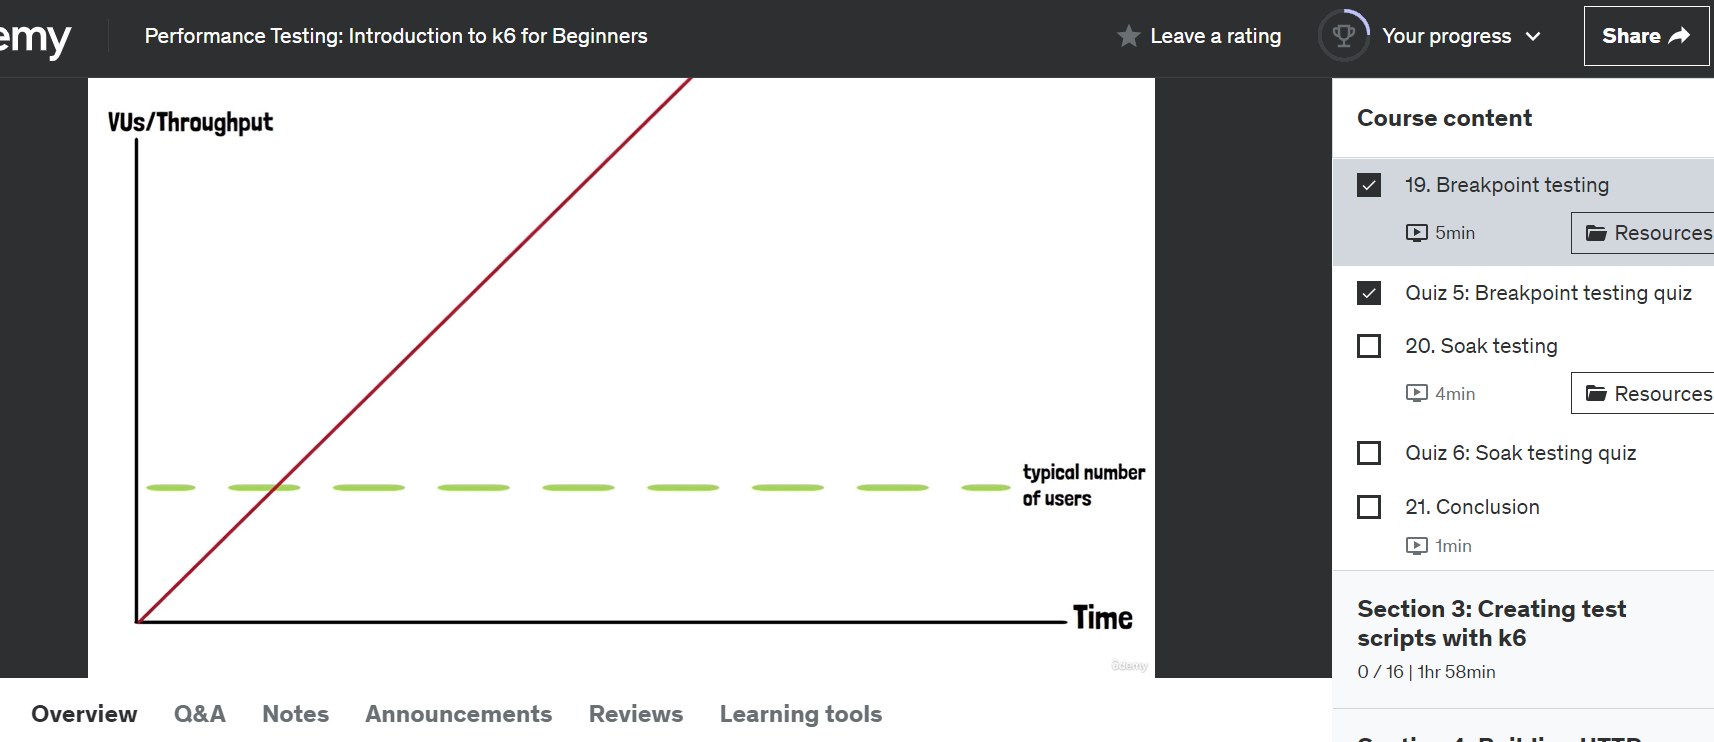 emy
Performance Testing: Introduction to k6 for Beginners
Leave a rating
Your progress
Share
VUs/Throughput
typical number
of users
Time
ûdemy
Course content
19. Breakpoint testing
5min
Resources
Quiz 5: Breakpoint testing quiz
20. Soak testing
4min
Resources
Quiz 6: Soak testing quiz
21. Conclusion
1min
Section 3: Creating test
scripts with k6
0 / 16 | 1hr 58min
Overview
Q&A
Notes
Announcements
Reviews
Learning tools